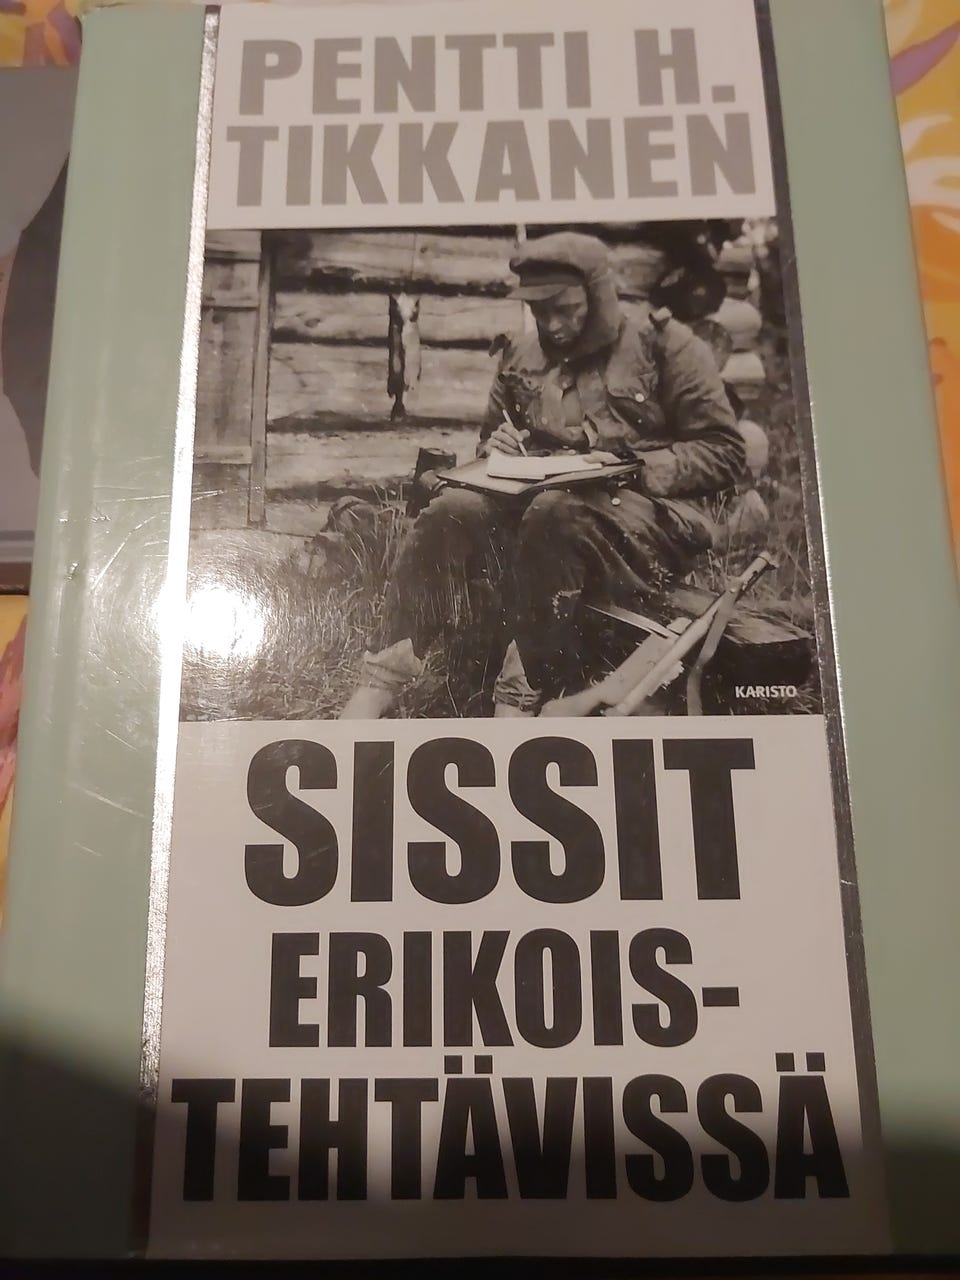 PENTTI H.
TIKKANEN
KARISTO
SISSIT
ERIKOIS-
TEHTÄVISSÄ